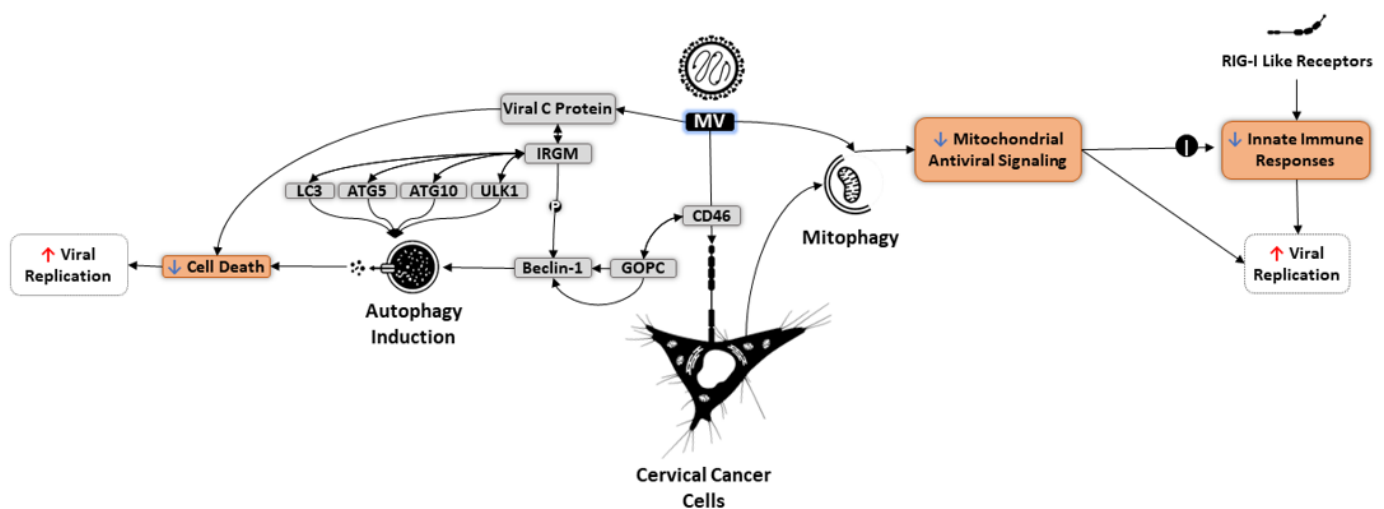 RIG-I Like Receptors
Viral C Protein
MV
↓ Mitochondrial
Antiviral Signaling
I
↓ Innate Immune
Responses
IRGM
LC3
ATG5
ATG10
ULK1
P
CD46
Mitophagy
↑ Viral
Replication
↓ Cell Death
Beclin-1
GOPC
↑ Viral
Replication
Autophagy
Induction
Cervical Cancer
Cells